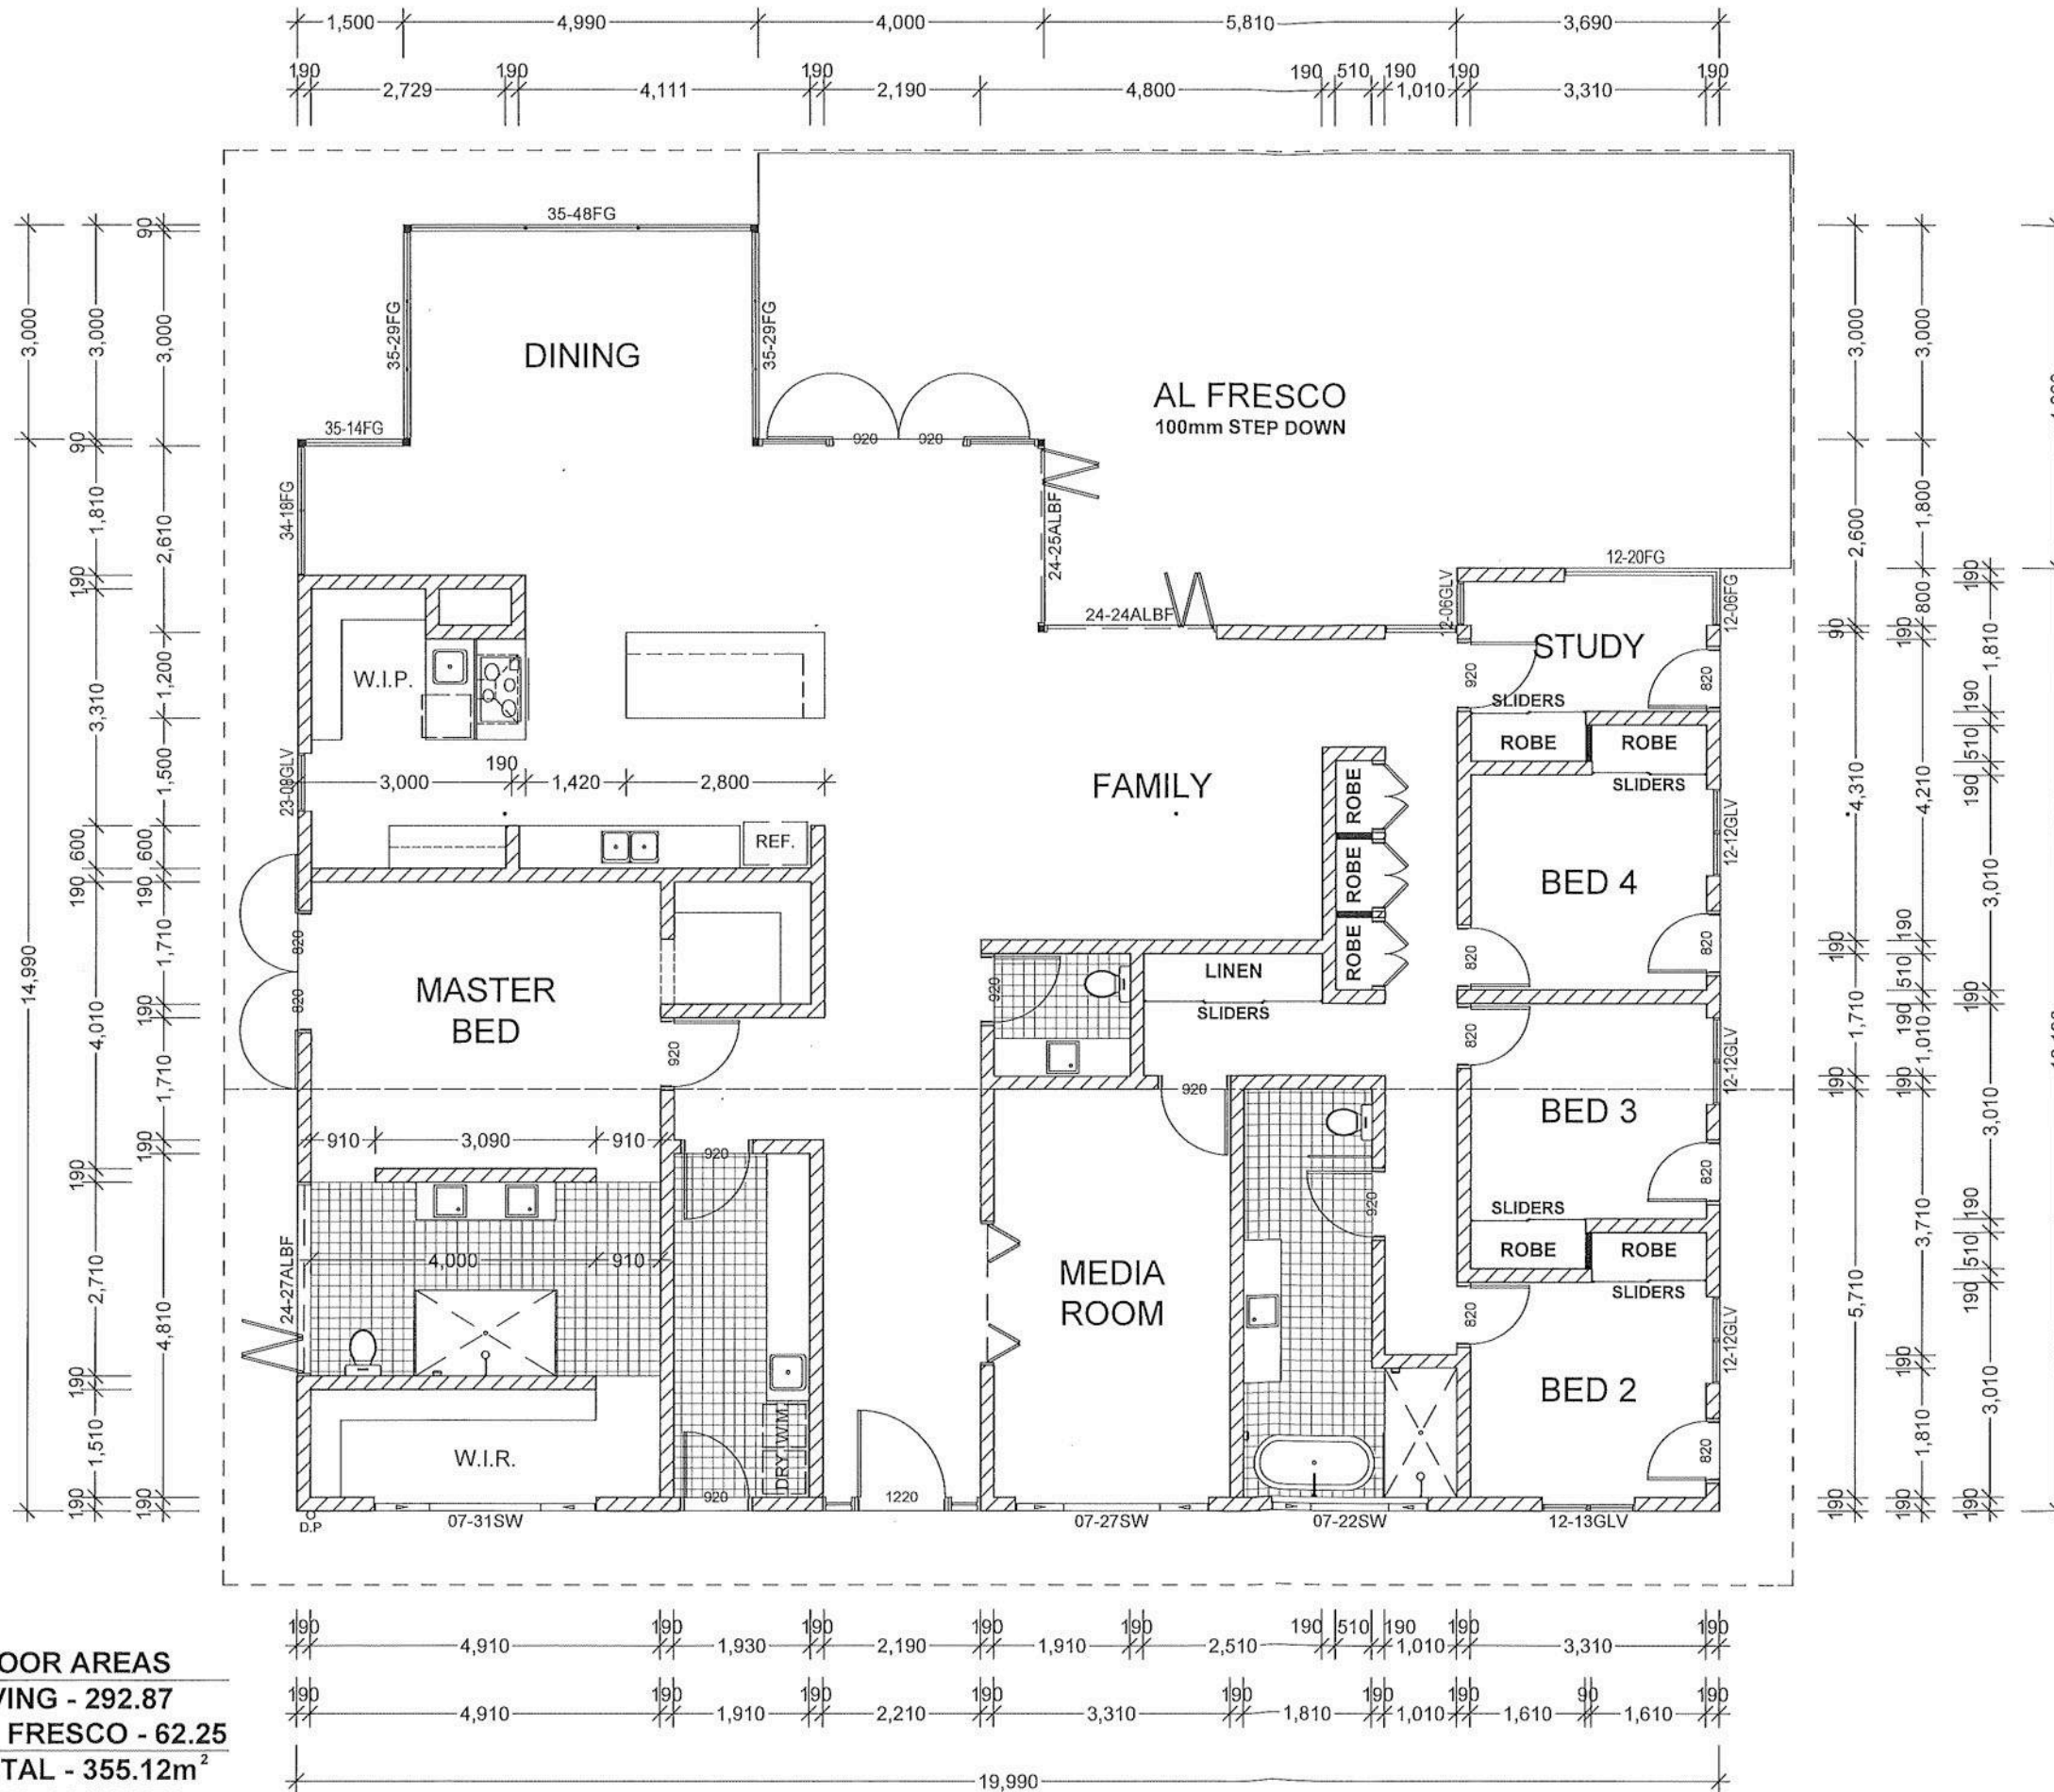 1,500 4,990 4,000 5,810 3,690
190 190 190 190 510 190 190 190
2,729 4,111 2,190 4,800 1,010 3,310
35-48FG
35-29FG
DINING
35-29FG
AL FRESCO
100mm STEP DOWN
35-14FG
920 920
34-18FG
24-25ALBF
12-20FG
12-06GLV
12-06FG
24-24ALBF
STUDY
W.I.P.
920
820
SLIDERS
ROBE ROBE
SLIDERS
190
3,000 1,420 2,800
FAMILY
ROBE
ROBE
ROBE
REF.
12-12GLV
BED 4
820
820
820
820
MASTER
BED
920
920
LINEN
SLIDERS
820
12-12GLV
BED 3
920
820
910 3,090 910
920
920
SLIDERS
ROBE ROBE
SLIDERS
24-27ALBF
4,000 910
MEDIA
ROOM
820
12-12GLV
BED 2
W.I.R.
WM
DRY
820
920
1220
D.P
07-31SW
07-27SW
07-22SW
12-13GLV
3,000
14,990
3,000
90
1,810
190
3,310
600
190
4,010
190
2,710
190
1,510
190
90
3,000
2,610
1,200
1,500
600
190
1,710
190
1,710
190
4,810
190
3,000
2,600
90
4,310
190
1,710
190
5,710
190
3,000
1,800
800
190
4,210
190
510
190
1,010
190
3,710
190
1,810
190
190
1,810
190
510
190
3,010
190
3,010
190
510
190
3,010
190
190 190 190 190 190 190 510 190 190 190
4,910 1,930 2,190 1,910 2,510 1,010 3,310
190 190 190 190 190 190 190 90 190
4,910 1,910 2,210 3,310 1,810 1,010 1,610 1,610
19,990
OOR AREAS
VING - 292.87
FRESCO - 62.25
TAL - 355.12m²